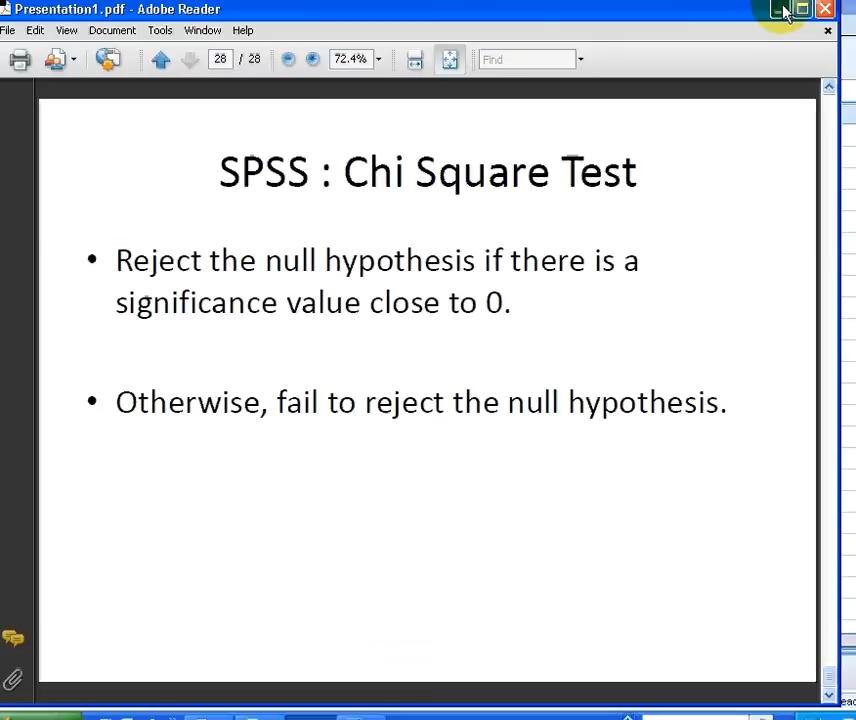 Presentation1.pdf - Adobe Reader
File Edit View Document Tools Window Help
28 / 28 72.4% Find
SPSS : Chi Square Test
• Reject the null hypothesis if there is a
significance value close to 0.
• Otherwise, fail to reject the null hypothesis.